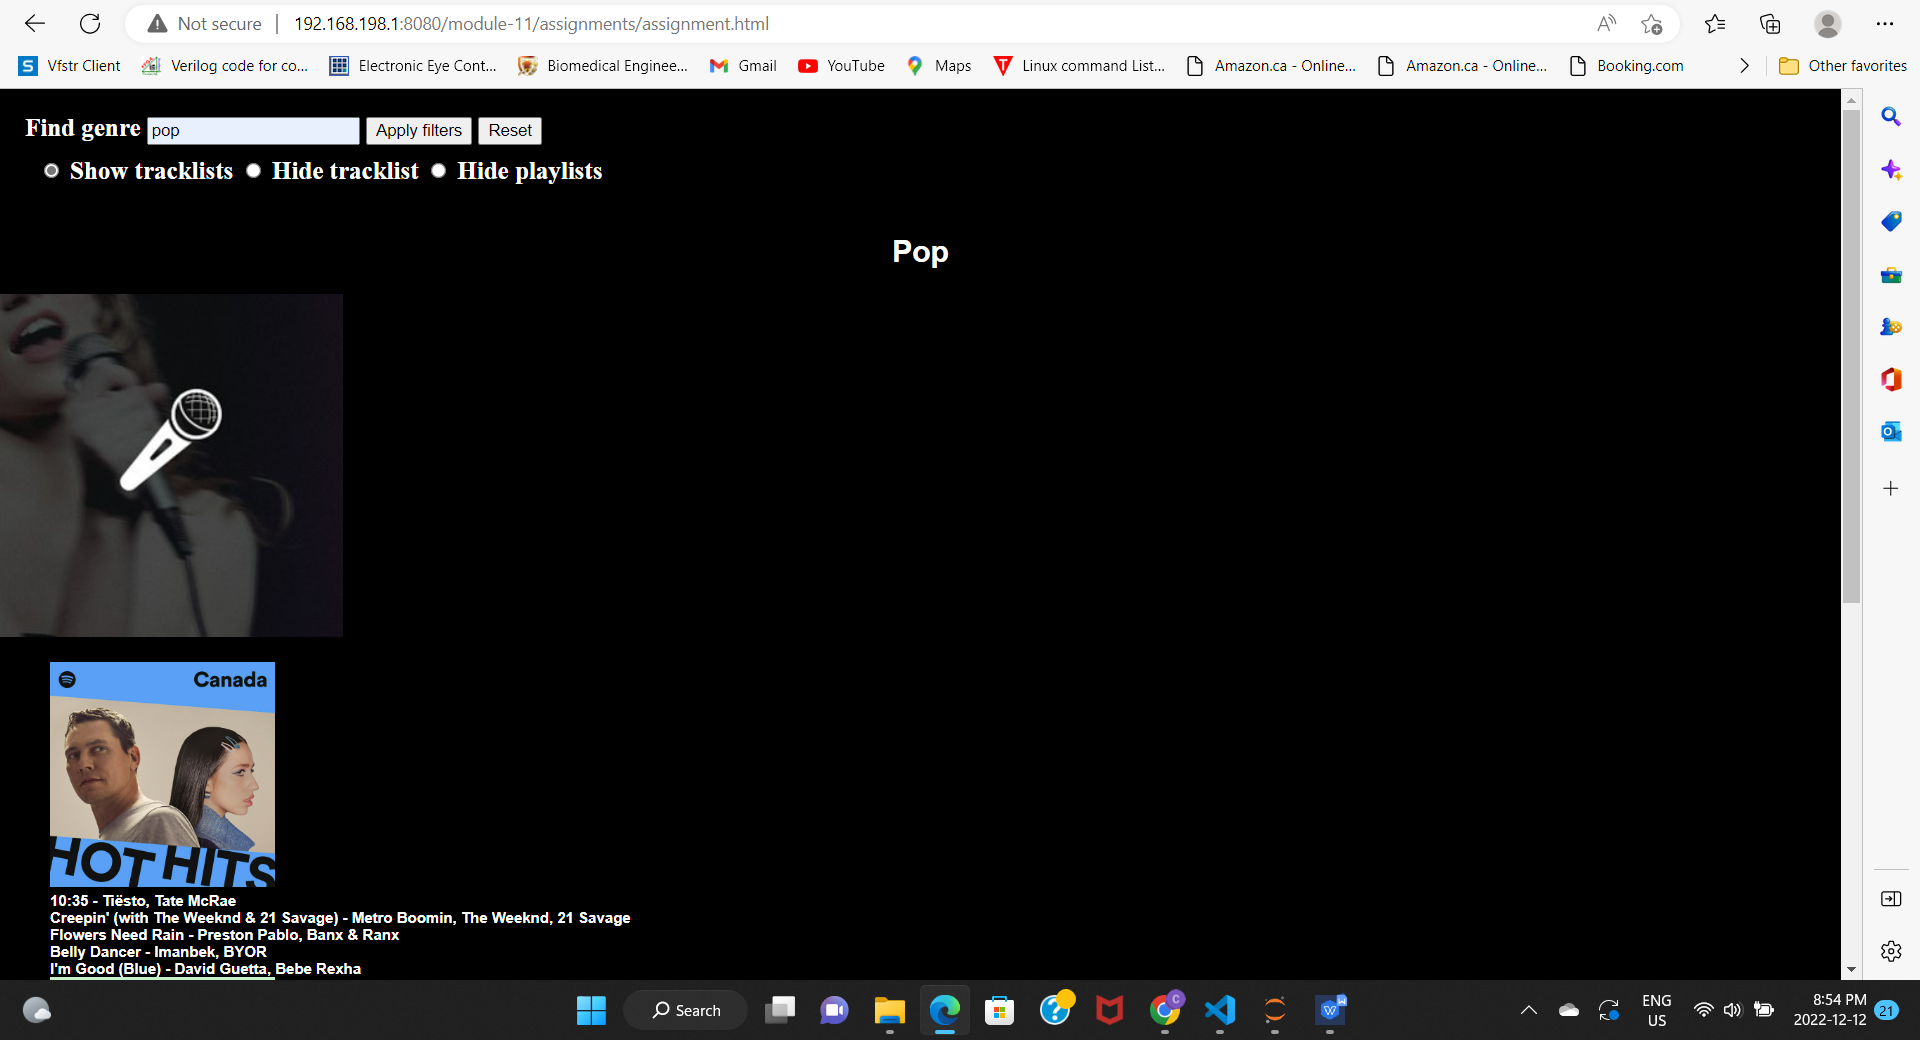 Not secure 192.168.198.1:8080/module-11/assignments/assignment.html
Vfstr Client Verilog code for co... Electronic Eye Cont... Biomedical Enginee... Gmail YouTube Maps Linux command List... Amazon.ca - Online... Amazon.ca - Online... Booking.com Other favorites
Find genre pop Apply filters Reset
Show tracklists Hide tracklist Hide playlists
Pop
Canada
HOT HITS
10:35 - Tiësto, Tate McRae
Creepin' (with The Weeknd & 21 Savage) - Metro Boomin, The Weeknd, 21 Savage
Flowers Need Rain - Preston Pablo, Banx & Ranx
Belly Dancer - Imanbek, BYOR
I'm Good (Blue) - David Guetta, Bebe Rexha
Search
ENG
US
8:54 PM
2022-12-12
21